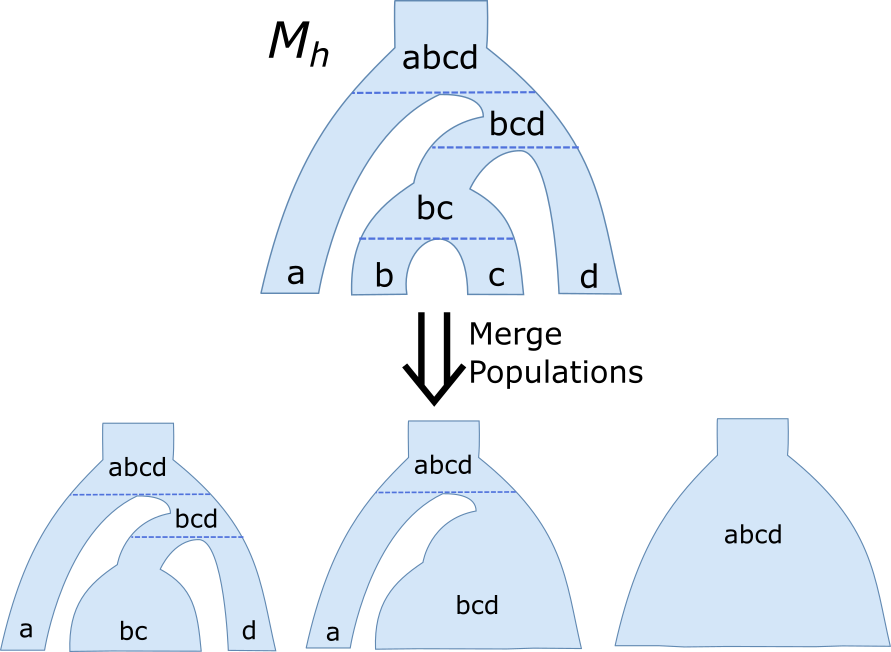 M_h
abcd
bcd
bc
a b c d
Merge
Populations
abcd
bcd
a bc d
abcd
bcd
a
abcd